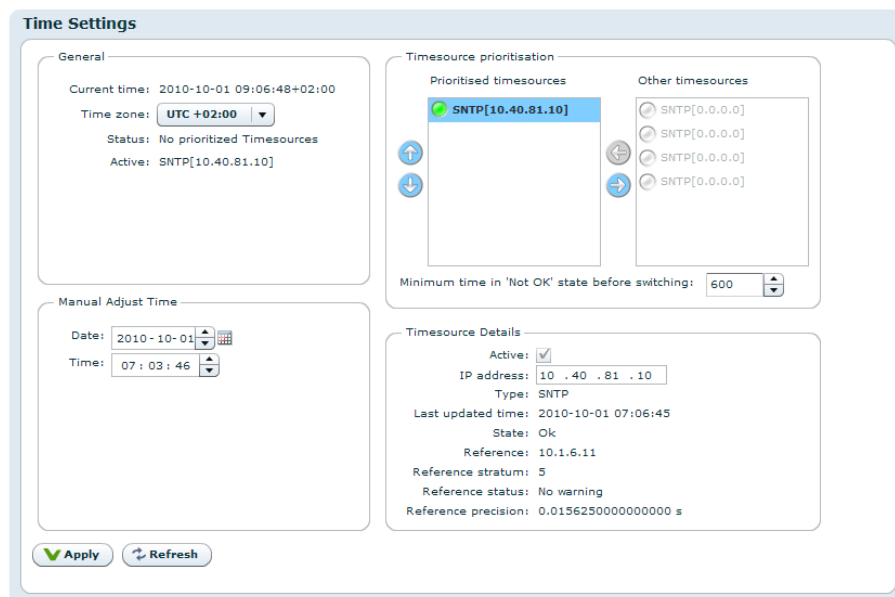 Time Settings
General
Current time: 2010-10-01 09:06:48+02:00
Time zone: UTC +02:00
Status: No prioritized Timesources
Active: SNTP[10.40.81.10]
Timesource prioritisation
Prioritised timesources
Other timesources
SNTP[10.40.81.10]
SNTP[0.0.0.0]
SNTP[0.0.0.0]
SNTP[0.0.0.0]
SNTP[0.0.0.0]
Minimum time in 'Not OK' state before switching: 600
Manual Adjust Time
Date: 2010-10-01
Time: 07:03:46
Timesource Details
Active:
IP address: 10 .40 .81 .10
Type: SNTP
Last updated time: 2010-10-01 07:06:45
State: Ok
Reference: 10.1.6.11
Reference stratum: 5
Reference status: No warning
Reference precision: 0.0156250000000000 s
Apply
Refresh